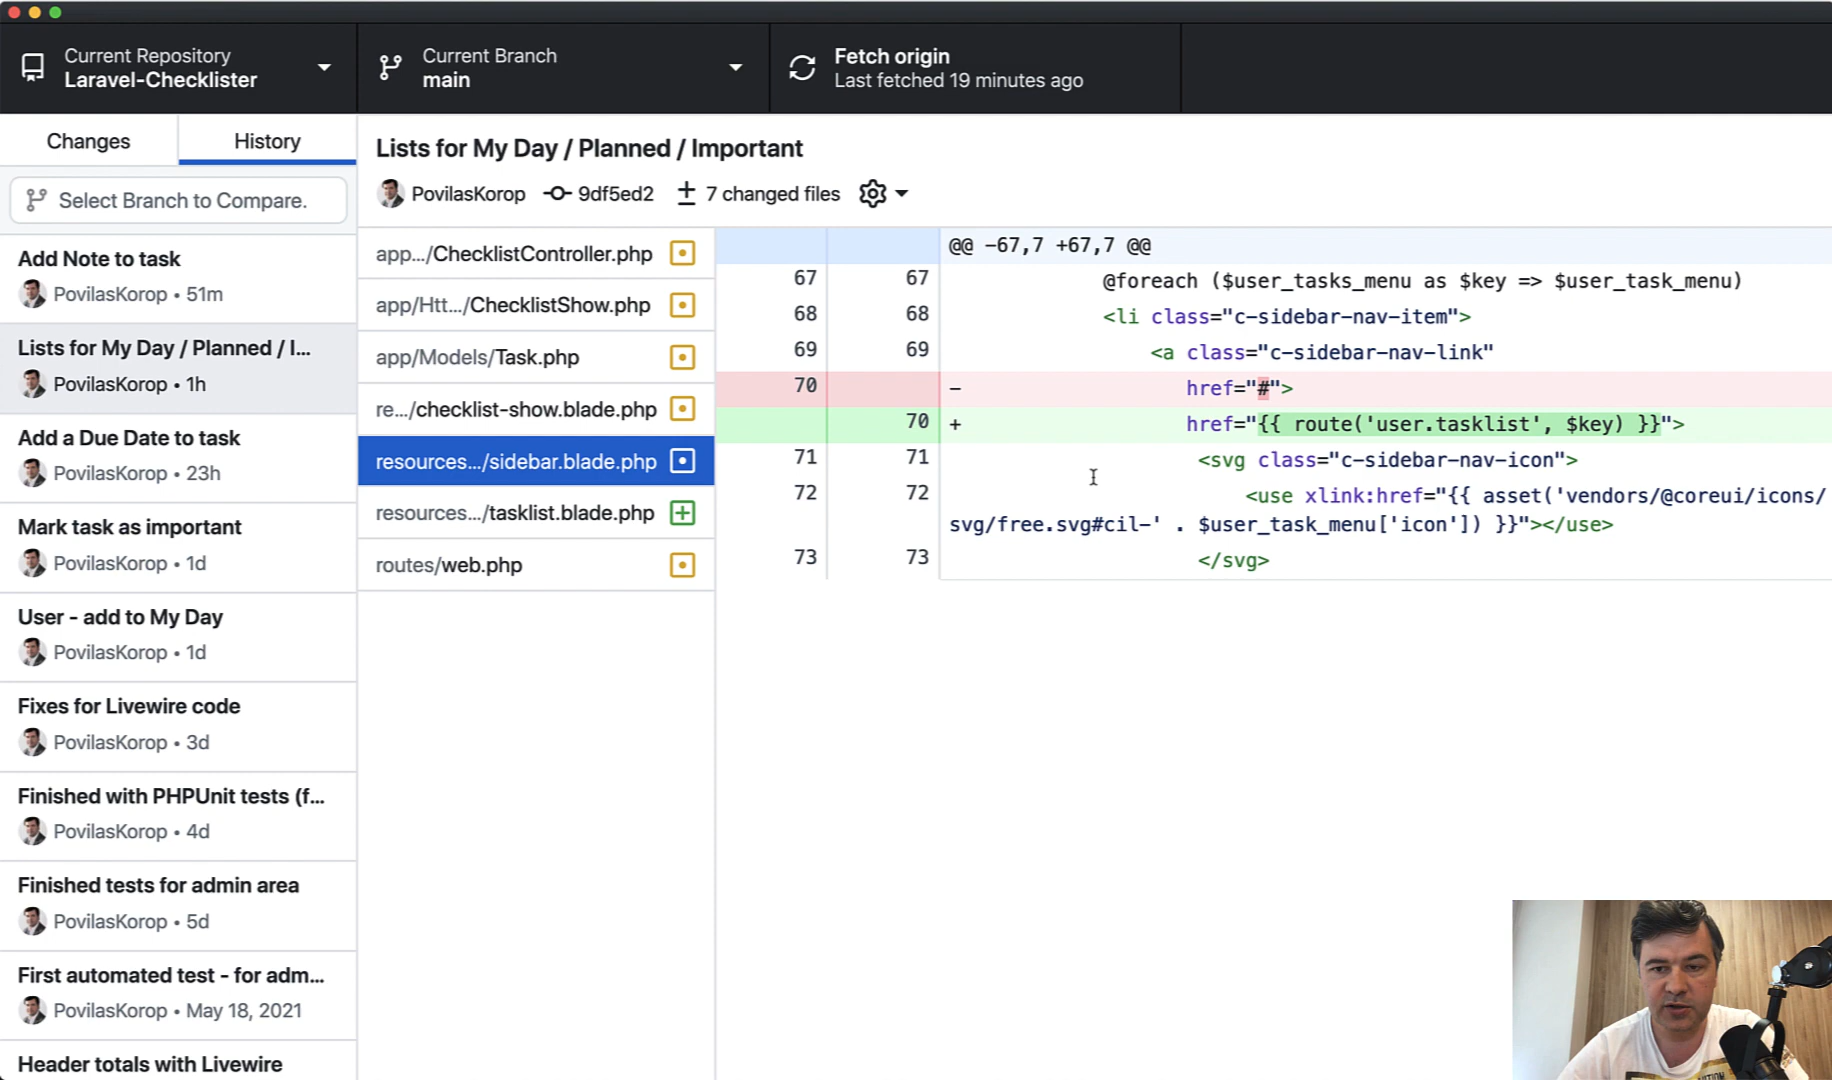 Current Repository
Laravel-Checklister
Current Branch
main
Fetch origin
Last fetched 19 minutes ago
Changes
History
Select Branch to Compare.
Add Note to task
PovilasKorop • 51m
Lists for My Day / Planned / I...
PovilasKorop • 1h
Add a Due Date to task
PovilasKorop • 23h
Mark task as important
PovilasKorop • 1d
User - add to My Day
PovilasKorop • 1d
Fixes for Livewire code
PovilasKorop • 3d
Finished with PHPUnit tests (f...
PovilasKorop • 4d
Finished tests for admin area
PovilasKorop • 5d
First automated test - for adm...
PovilasKorop • May 18, 2021
Header totals with Livewire
Lists for My Day / Planned / Important
PovilasKorop 9df5ed2 7 changed files
app.../ChecklistController.php
app/Htt.../ChecklistShow.php
app/Models/Task.php
re.../checklist-show.blade.php
resources.../sidebar.blade.php
resources.../tasklist.blade.php
routes/web.php
@@ -67,7 +67,7 @@
67 67 @foreach ($user_tasks_menu as $key => $user_task_menu)
68 68 <li class="c-sidebar-nav-item">
69 69 <a class="c-sidebar-nav-link"
70 - href="#">
70 + href="{{ route('user.tasklist', $key) }}">
71 71 <svg class="c-sidebar-nav-icon">
72 72 <use xlink:href="{{ asset('vendors/@coreui/icons/
svg/free.svg#cil-' . $user_task_menu['icon']) }}"></use>
73 73 </svg>